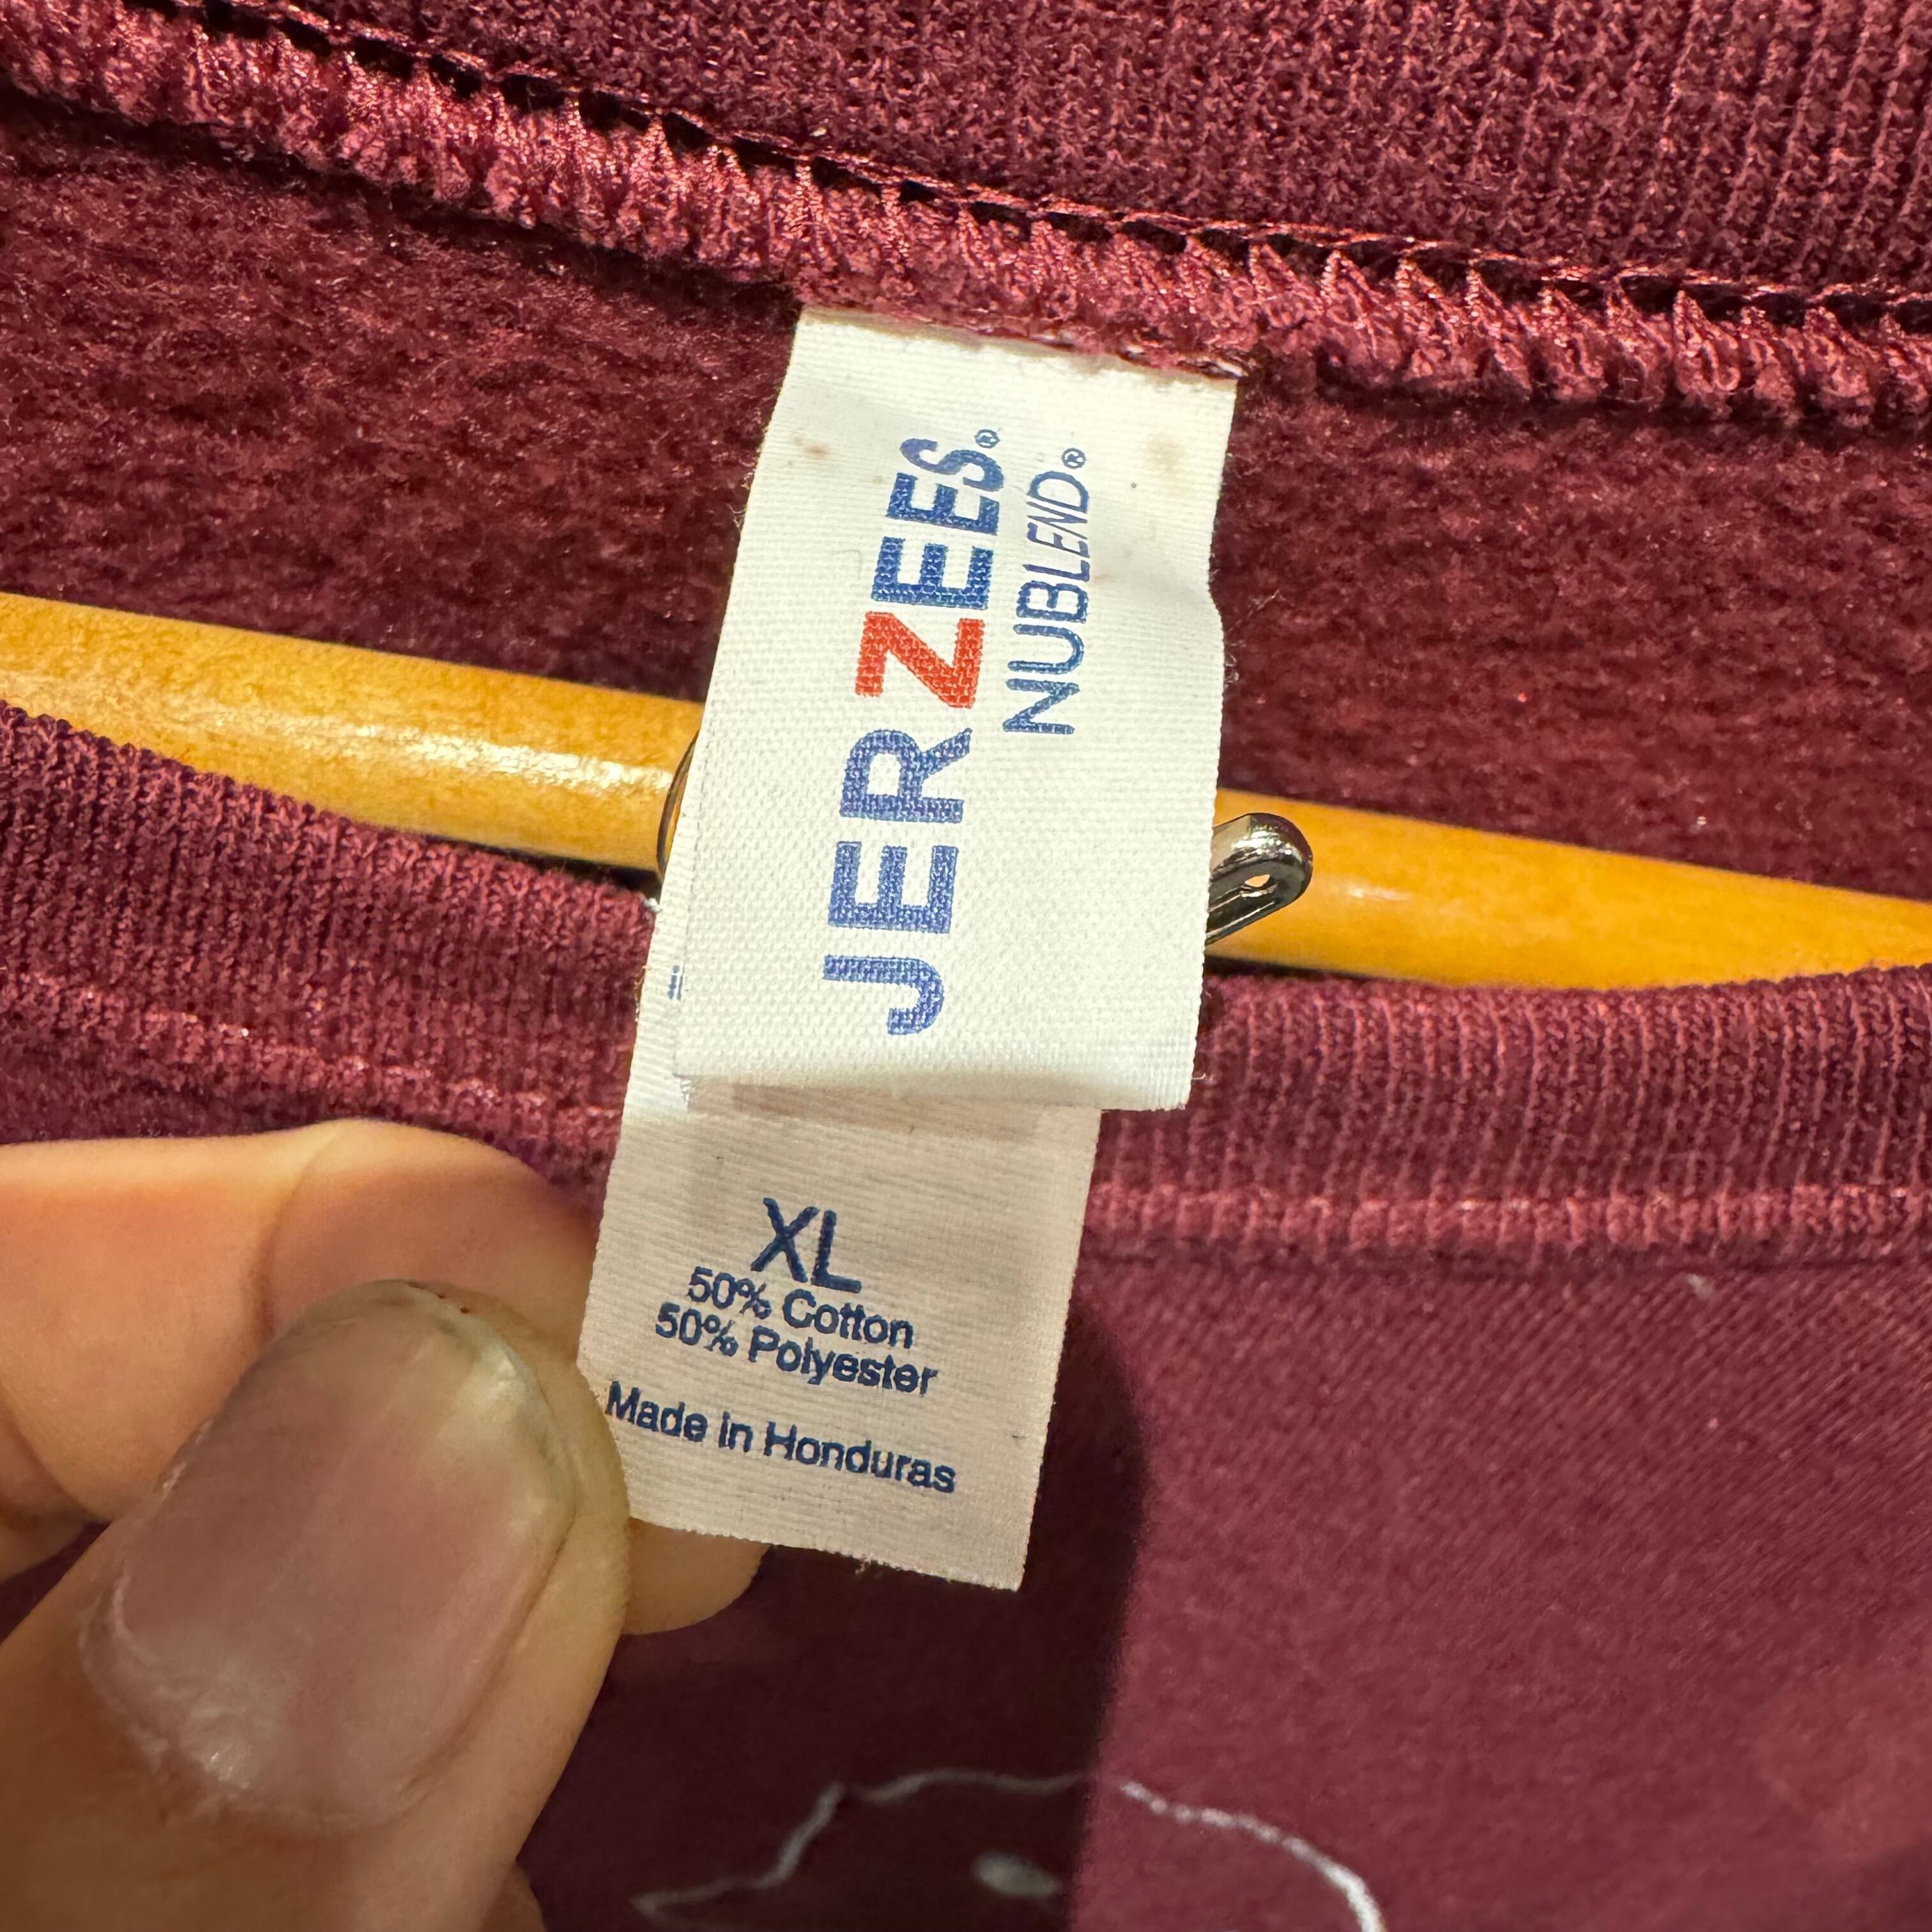 JERZEES®
NUBLEND®
XL
50% Cotton
50% Polyester
Made in Honduras